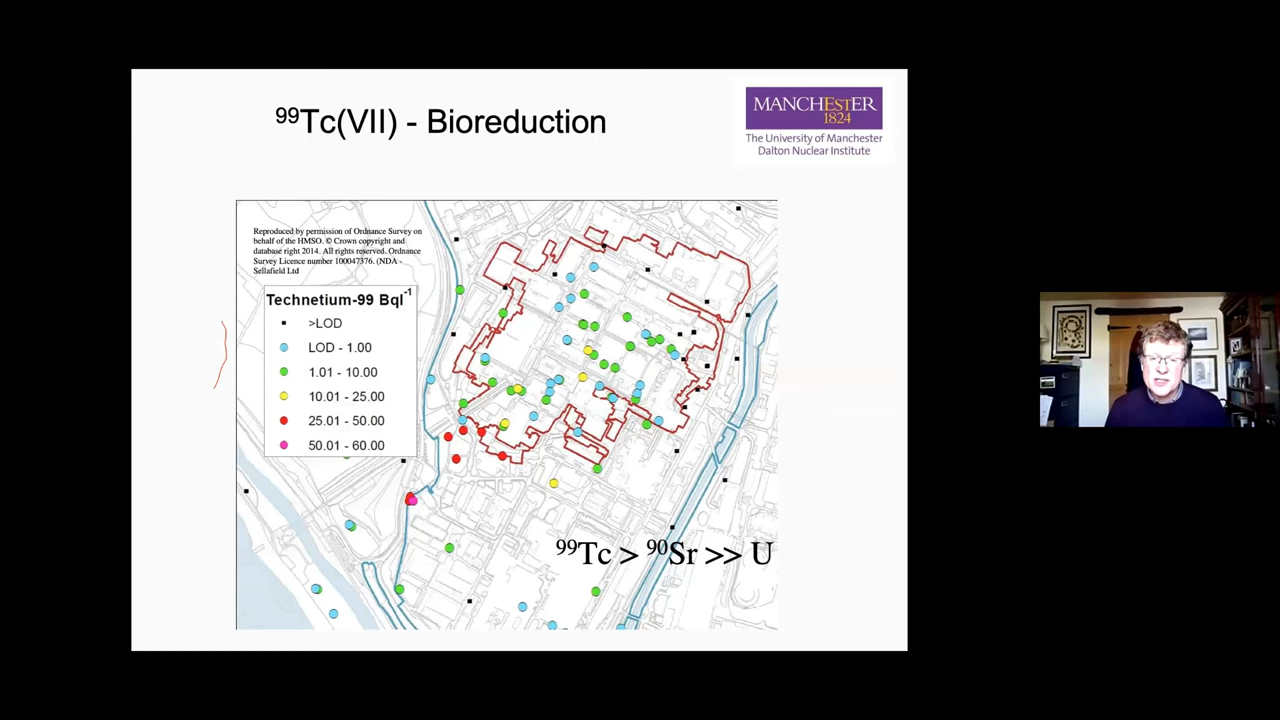 ⁹⁹Tc(VII) - Bioreduction
MANCHESTER
1824
The University of Manchester
Dalton Nuclear Institute
Reproduced by permission of Ordnance Survey on
behalf of the HMSO. © Crown copyright and
database right 2014. All rights reserved. Ordnance
Survey Licence number 100047376. (NDA -
Sellafield Ltd
Technetium-99 Bql⁻¹
>LOD
LOD - 1.00
1.01 - 10.00
10.01 - 25.00
25.01 - 50.00
50.01 - 60.00
⁹⁹Tc > ⁹⁰Sr >> U